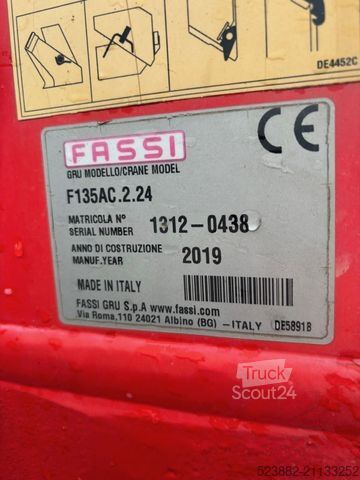 DE4452C
FASSI
CE
GRU MODELLO/CRANE MODEL
F135AC.2.24
MATRICOLA N°
SERIAL NUMBER 1312-0438
ANNO DI COSTRUZIONE
MANUF.YEAR 2019
MADE IN ITALY
FASSI GRU S.p.A www.fassi.com
Via Roma,110 24021 Albino (BG) -ITALY DE58918
Truck
Scout24
523882-21133252